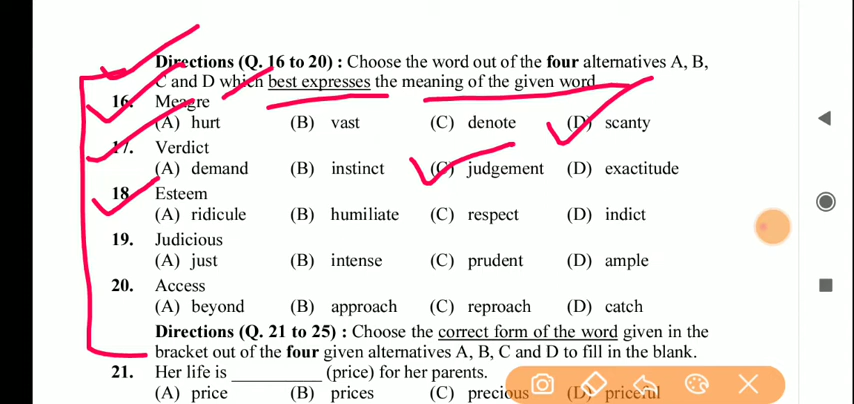 Directions (Q. 16 to 20) : Choose the word out of the four alternatives A, B,
C and D which best expresses the meaning of the given word.
16. Meagre
(A) hurt (B) vast (C) denote (D) scanty
17. Verdict
(A) demand (B) instinct (C) judgement (D) exactitude
18. Esteem
(A) ridicule (B) humiliate (C) respect (D) indict
19. Judicious
(A) just (B) intense (C) prudent (D) ample
20. Access
(A) beyond (B) approach (C) reproach (D) catch
Directions (Q. 21 to 25) : Choose the correct form of the word given in the
bracket out of the four given alternatives A, B, C and D to fill in the blank.
21. Her life is __________ (price) for her parents.
(A) price (B) prices (C) precious (D) priceful